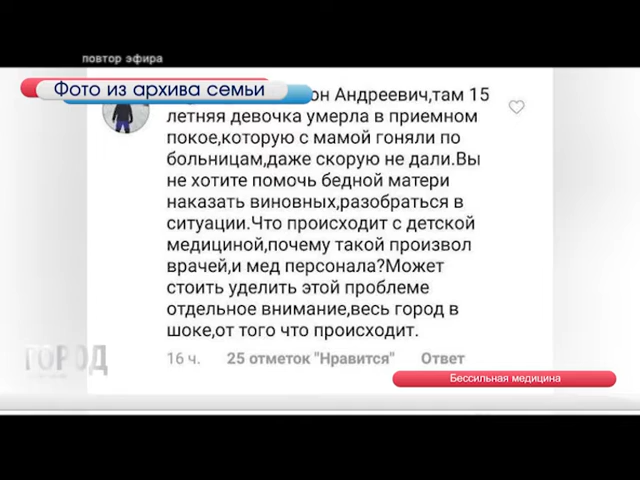 повтор эфира
Фото из архива семьи
он Андреевич,там 15
летняя девочка умерла в приемном
покое,которую с мамой гоняли по
больницам,даже скорую не дали.Вы
не хотите помочь бедной матери
наказать виновных,разобраться в
ситуации.Что происходит с детской
медициной,почему такой произвол
врачей,и мед персонала?Может
стоить уделить этой проблеме
отдельное внимание,весь город в
шоке,от того что происходит.
16 ч. 25 отметок "Нравится" Ответ
ГОРОД
Бессильная медицина